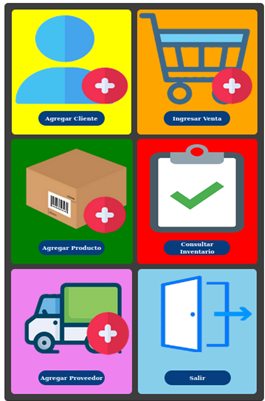 Agregar Cliente
Ingresar Venta
Agregar Producto
Consultar
Inventario
Agregar Proveedor
Salir